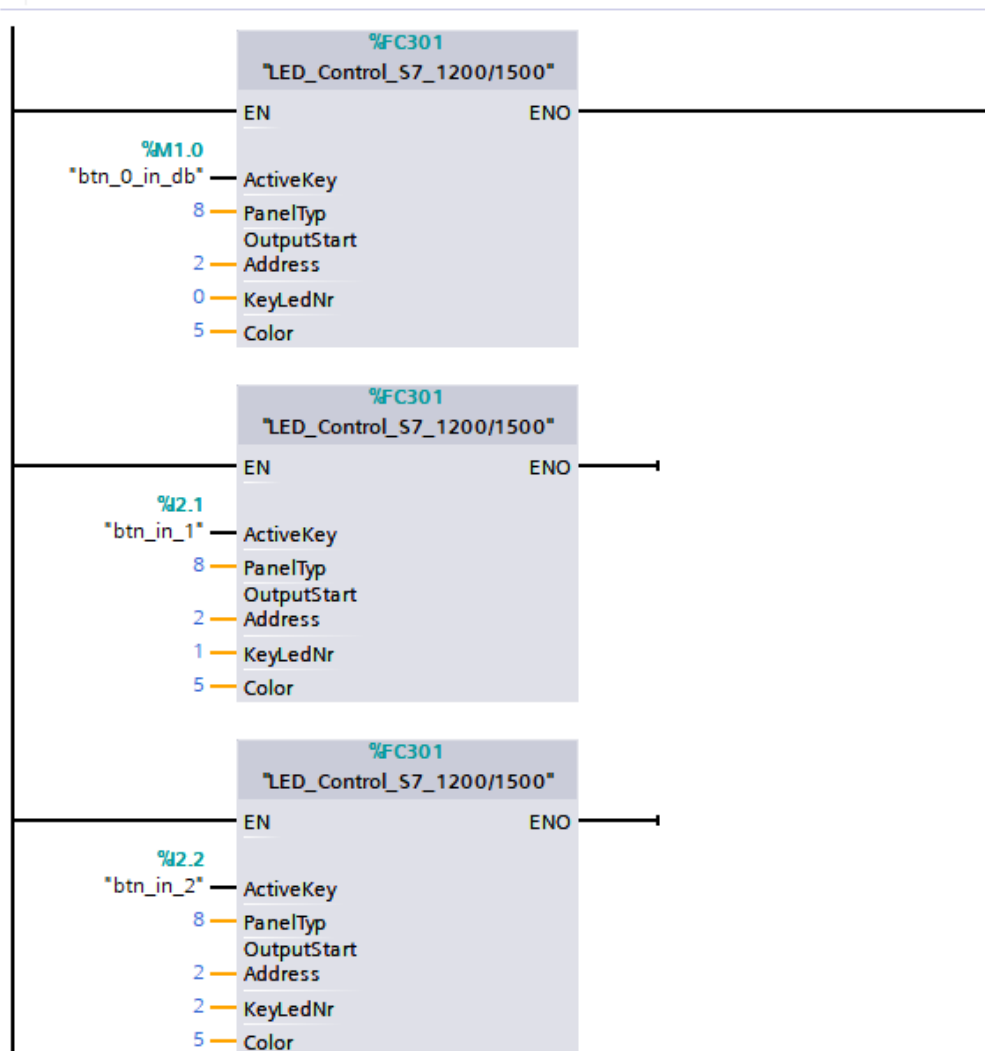 %FC301
"LED_Control_S7_1200/1500"
EN ENO
%M1.0
"btn_0_in_db" ActiveKey
8 PanelTyp
OutputStart
2 Address
0 KeyLedNr
5 Color
%FC301
"LED_Control_S7_1200/1500"
EN ENO
%I2.1
"btn_in_1" ActiveKey
8 PanelTyp
OutputStart
2 Address
1 KeyLedNr
5 Color
%FC301
"LED_Control_S7_1200/1500"
EN ENO
%I2.2
"btn_in_2" ActiveKey
8 PanelTyp
OutputStart
2 Address
2 KeyLedNr
5 Color